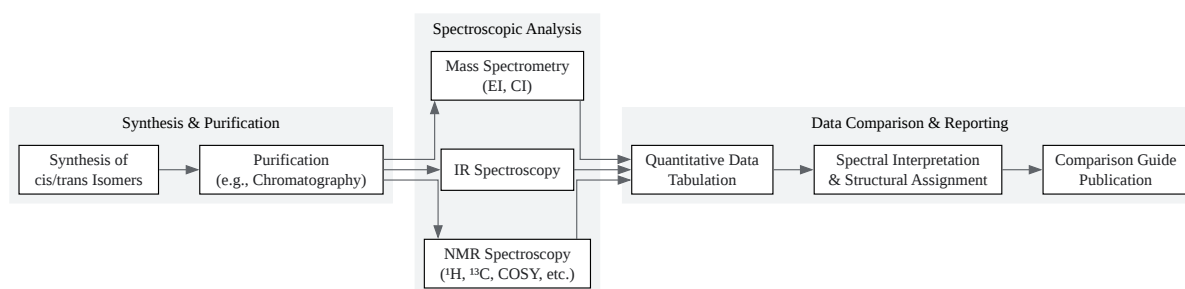 Synthesis & Purification
Synthesis of
cis/trans Isomers
Purification
(e.g., Chromatography)
Spectroscopic Analysis
Mass Spectrometry
(EI, CI)
IR Spectroscopy
NMR Spectroscopy
(¹H, ¹³C, COSY, etc.)
Data Comparison & Reporting
Quantitative Data
Tabulation
Spectral Interpretation
& Structural Assignment
Comparison Guide
Publication